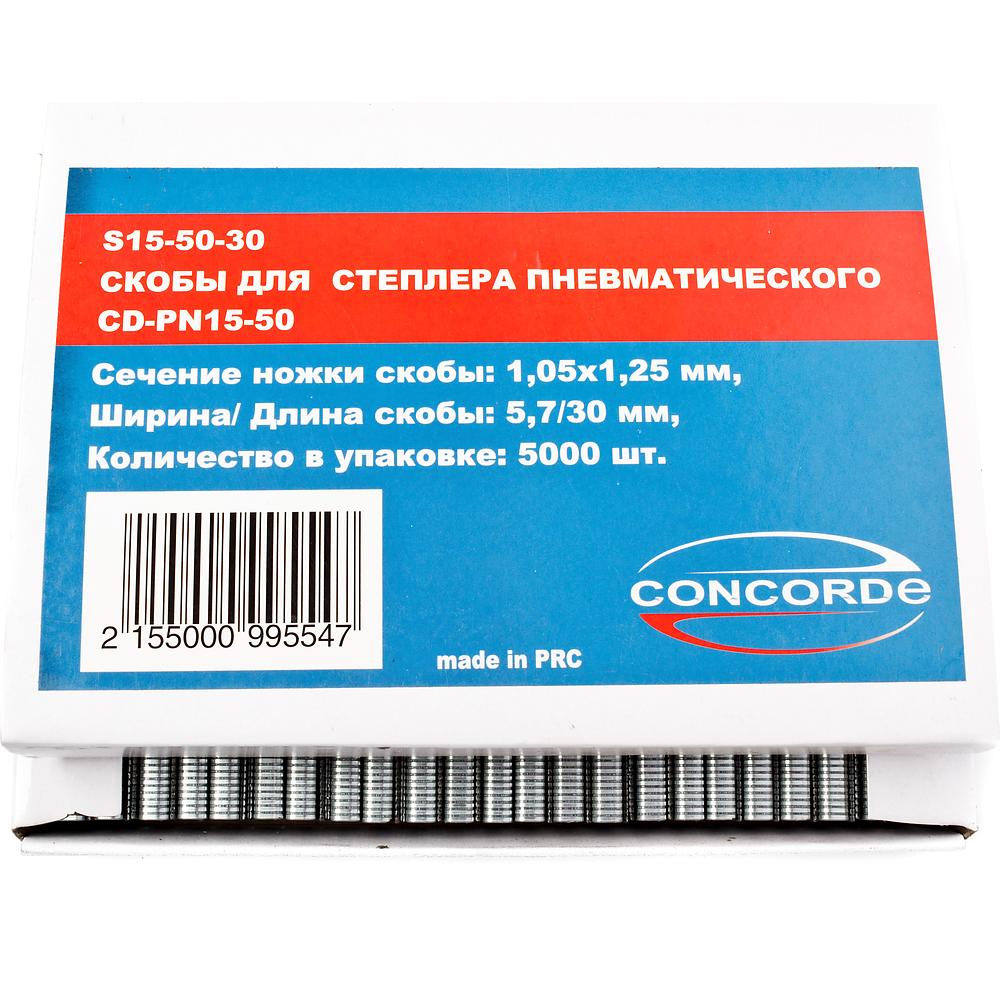 S15-50-30
СКОБЫ ДЛЯ СТЕПЛЕРА ПНЕВМАТИЧЕСКОГО
CD-PN15-50
Сечение ножки скобы: 1,05x1,25 мм,
Ширина/ Длина скобы: 5,7/30 мм,
Количество в упаковке: 5000 шт.
CONCORDe
2 155000 995547
made in PRC